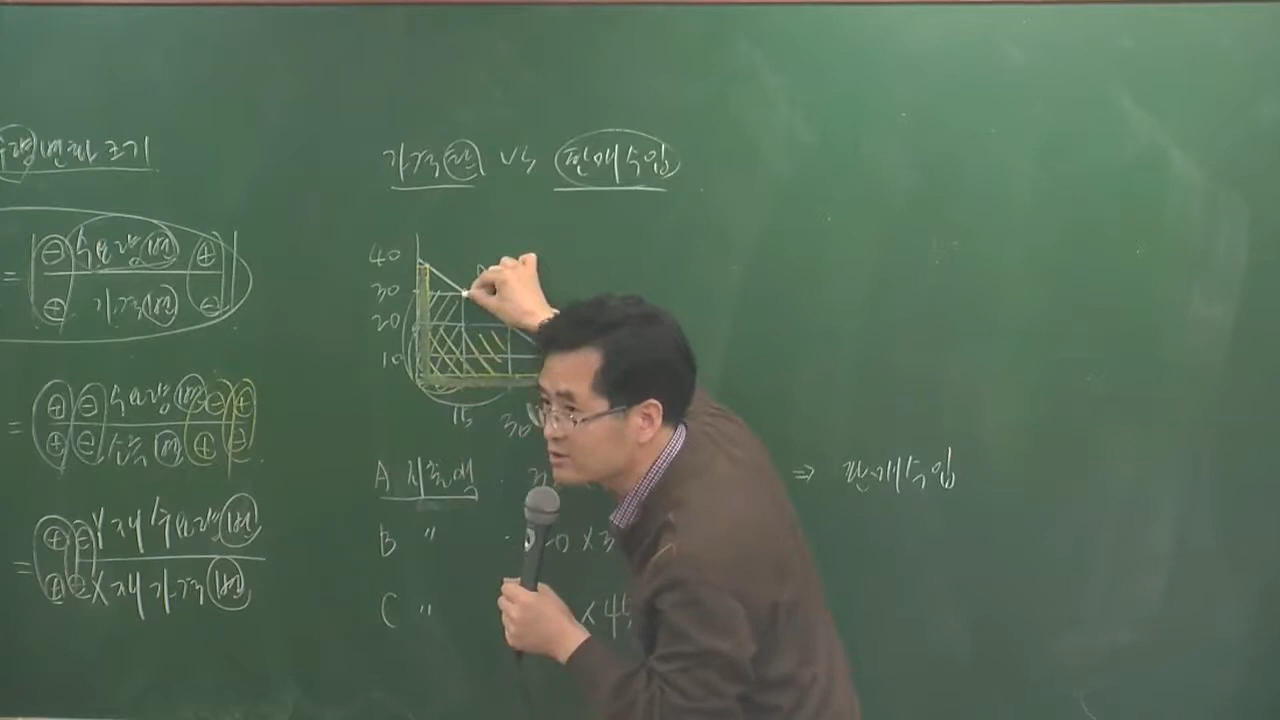 수량변화 크기
가격탄 vs 판매수입
= | ⊖ 수요량변 ⊕ |
⊕ 가격변 ⊖
= ⊕ ⊖ 수요량변 ⊖ ⊕
⊕ ⊖ 소득변 ⊕ ⊖
= ⊕ ⊖ Y재 수요량변
⊕ ⊖ X재 가격변
40
30
20
10
15 30
A 지출액
⇒ 판매수입
B "
C "